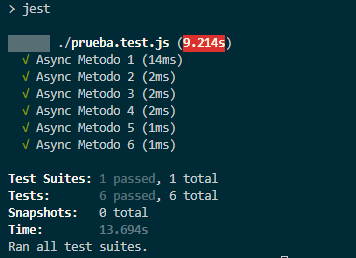 > jest
./prueba.test.js (9.214s)
√ Async Metodo 1 (14ms)
√ Async Metodo 2 (2ms)
√ Async Metodo 3 (2ms)
√ Async Metodo 4 (2ms)
√ Async Metodo 5 (1ms)
√ Async Metodo 6 (1ms)
Test Suites: 1 passed, 1 total
Tests: 6 passed, 6 total
Snapshots: 0 total
Time: 13.694s
Ran all test suites.